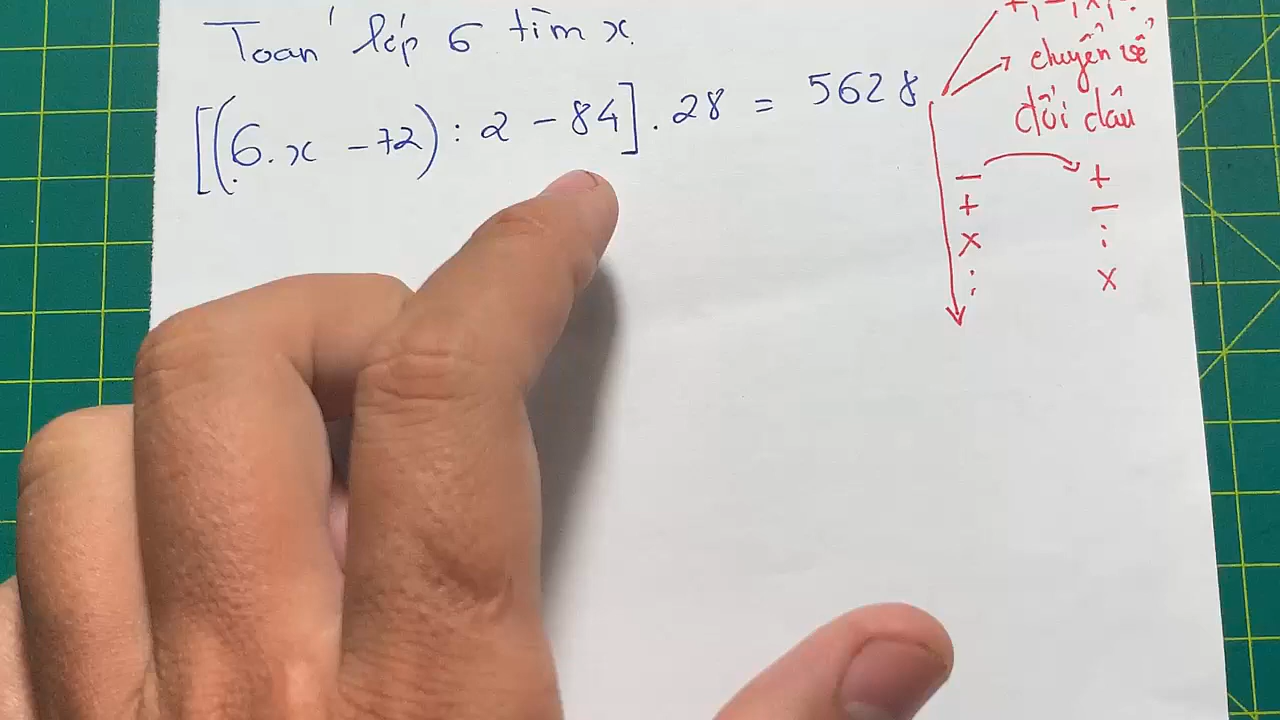 Toán lớp 6 tìm x.
[(6.x - 72) : 2 - 84] . 28 = 5628
chuyển vế
đổi dấu
- +
+ -
x :
: x